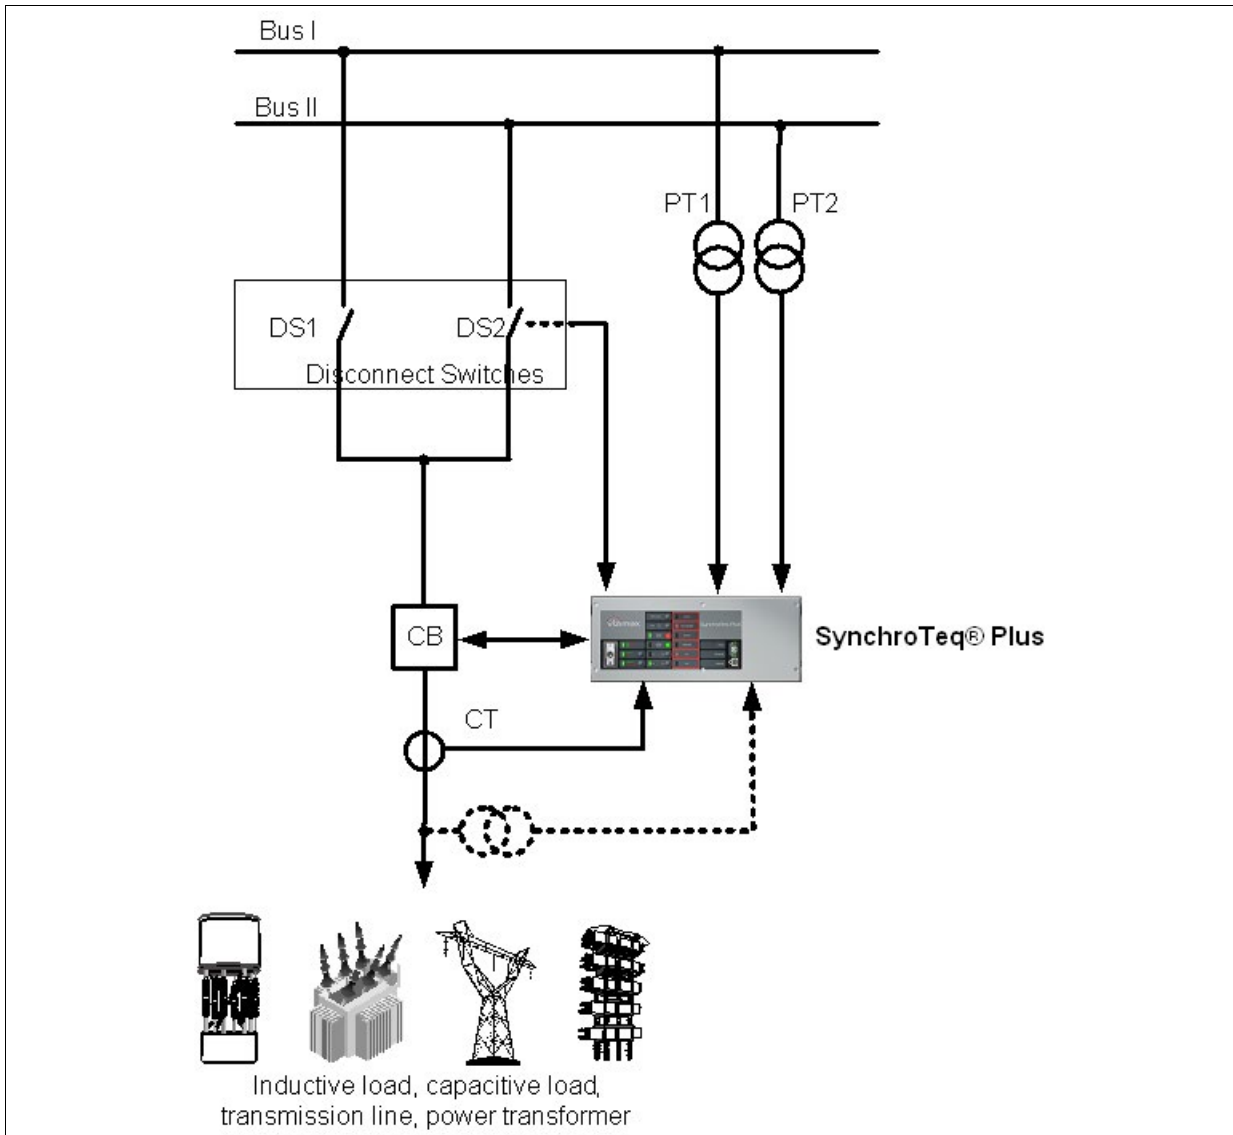 Bus I
Bus II
PT1
PT2
DS1
DS2
Disconnect Switches
CB
SynchroTeq® Plus
CT
Inductive load, capacitive load,
transmission line, power transformer